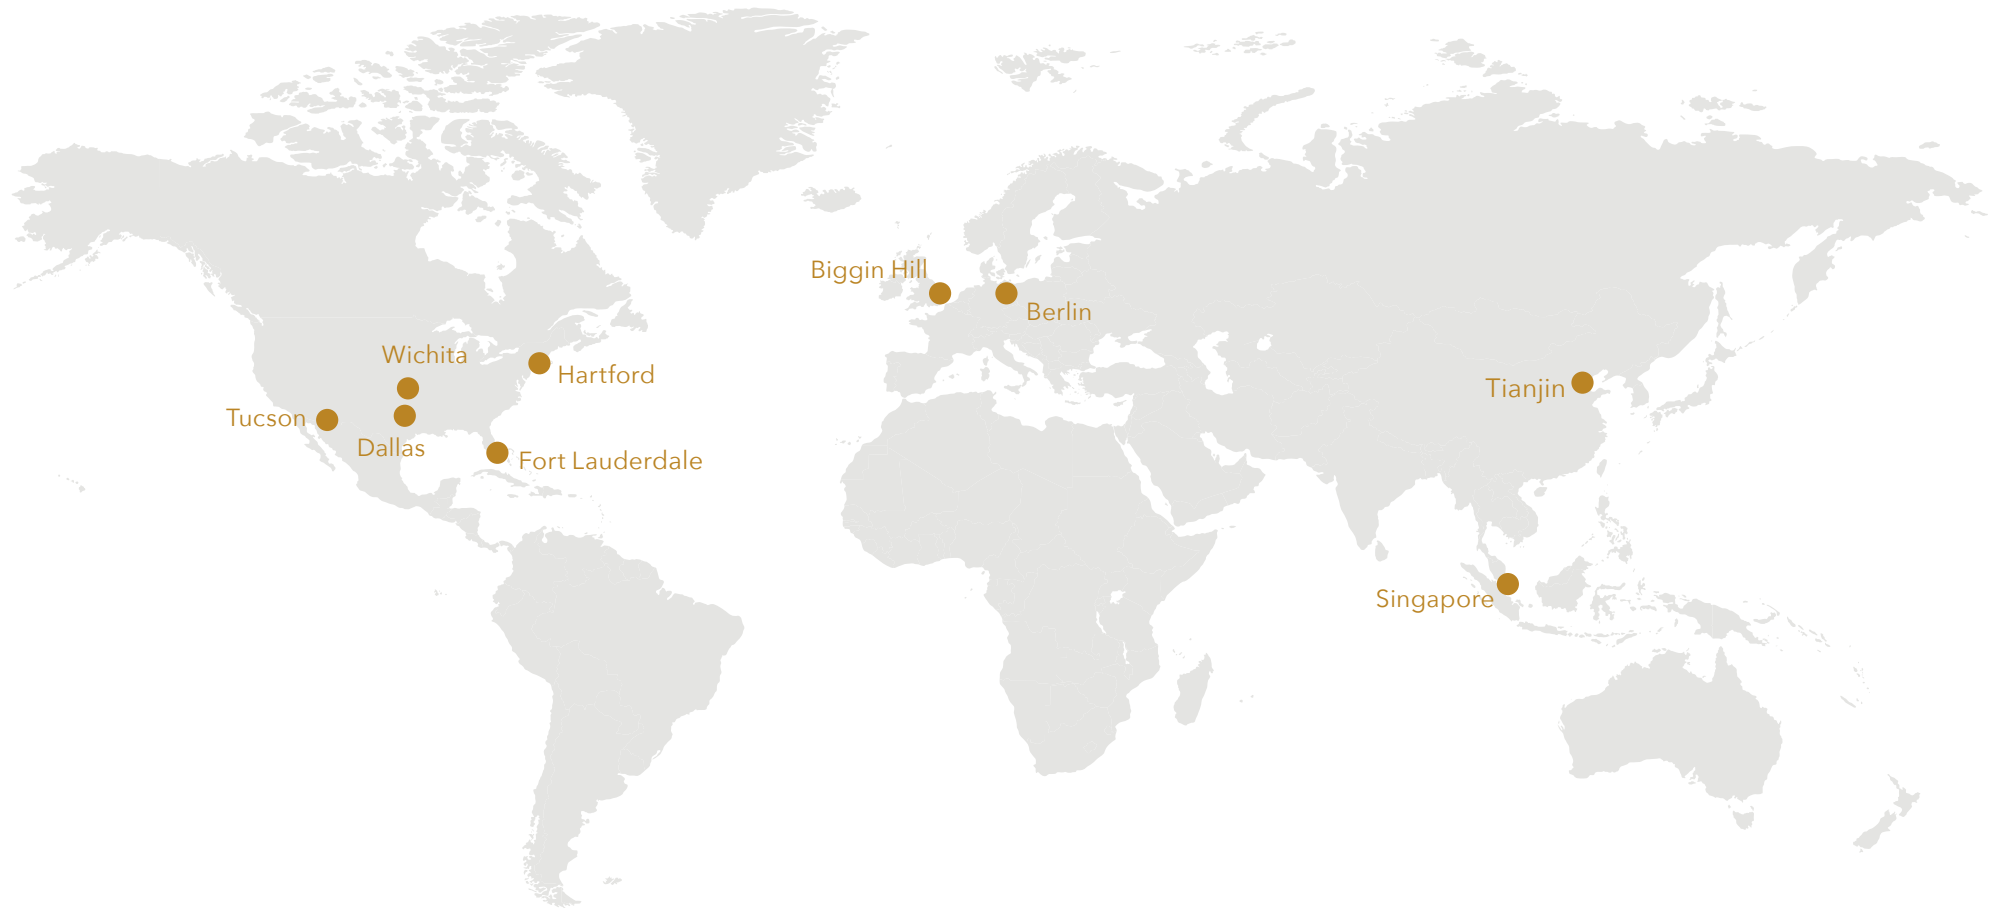 Biggin Hill
Berlin
Wichita
Hartford
Tianjin
Tucson
Dallas
Fort Lauderdale
Singapore